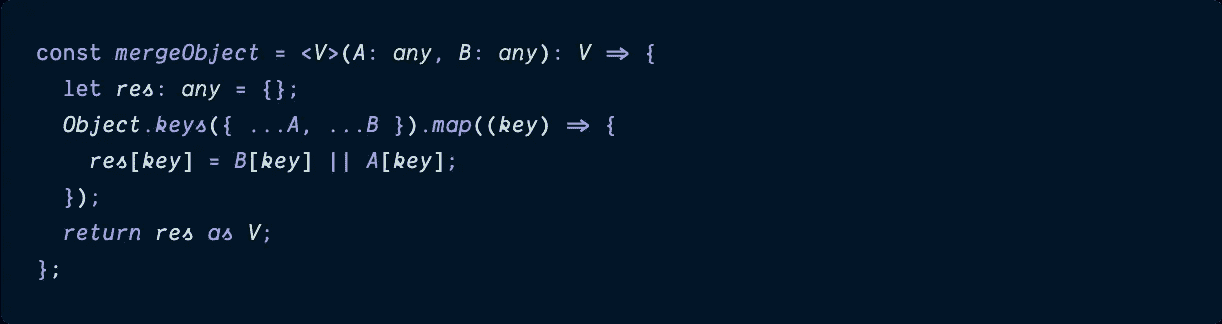 const mergeObject = <V>(A: any, B: any): V => {
  let res: any = {};
  Object.keys({ ...A, ...B }).map((key) => {
    res[key] = B[key] || A[key];
  });
  return res as V;
};